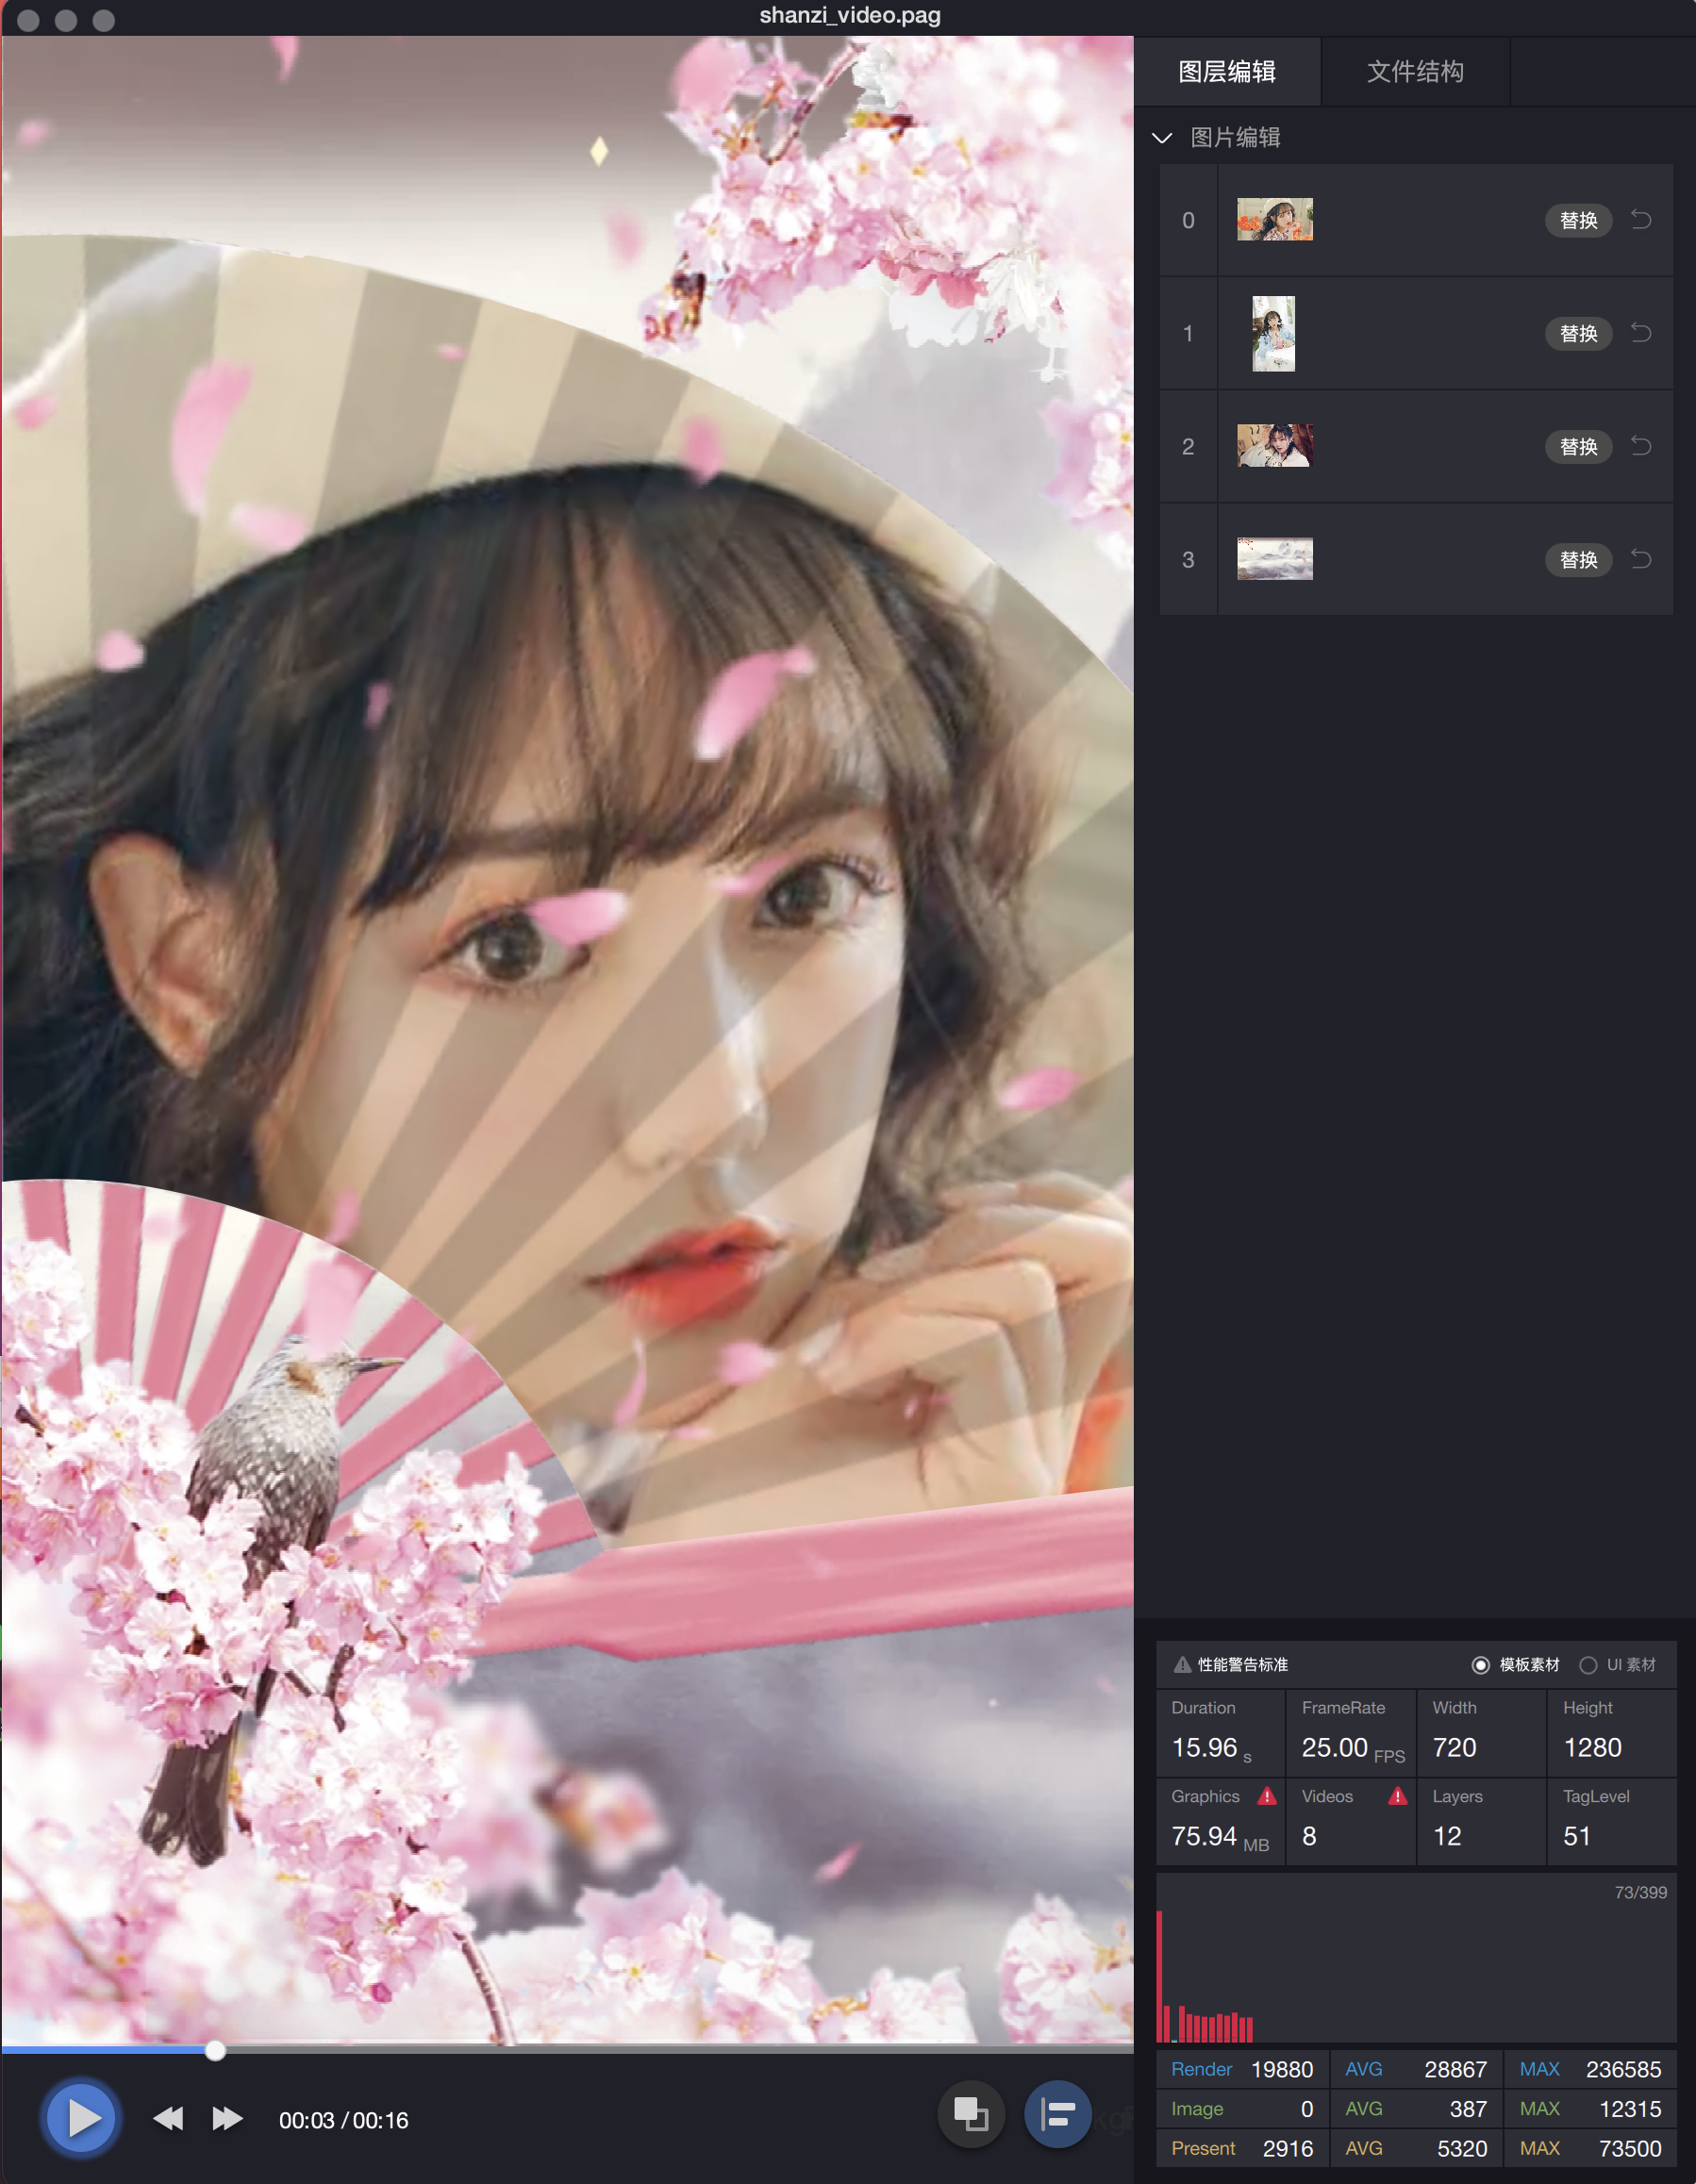 shanzi_video.pag
图层编辑 文件结构
图片编辑
0 替换
1 替换
2 替换
3 替换
性能警告标准 模板素材 UI 素材
Duration FrameRate Width Height
15.96 s 25.00 FPS 720 1280
Graphics Videos Layers TagLevel
75.94 MB 8 12 51
73/399
Render 19880 AVG 28867 MAX 236585
Image 0 AVG 387 MAX 12315
Present 2916 AVG 5320 MAX 73500
00:03 / 00:16